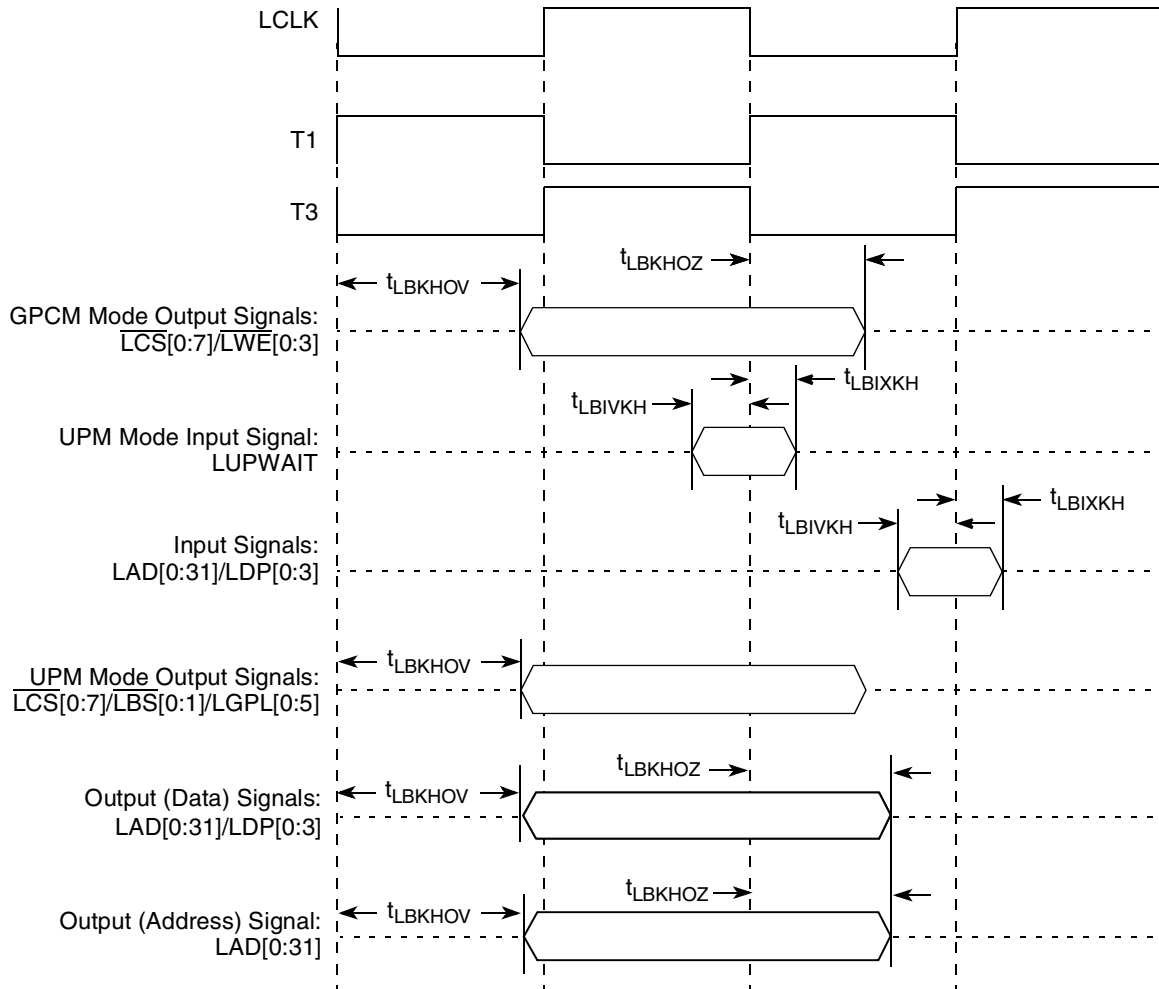 LCLK
T1
T3
tLBKHOZ
tLBKHOV
GPCM Mode Output Signals:
LCS[0:7]/LWE[0:3]
tLBIXKH
tLBIVKH
UPM Mode Input Signal:
LUPWAIT
tLBIXKH
tLBIVKH
Input Signals:
LAD[0:31]/LDP[0:3]
tLBKHOV
UPM Mode Output Signals:
LCS[0:7]/LBS[0:1]/LGPL[0:5]
tLBKHOZ
tLBKHOV
Output (Data) Signals:
LAD[0:31]/LDP[0:3]
tLBKHOZ
tLBKHOV
Output (Address) Signal:
LAD[0:31]